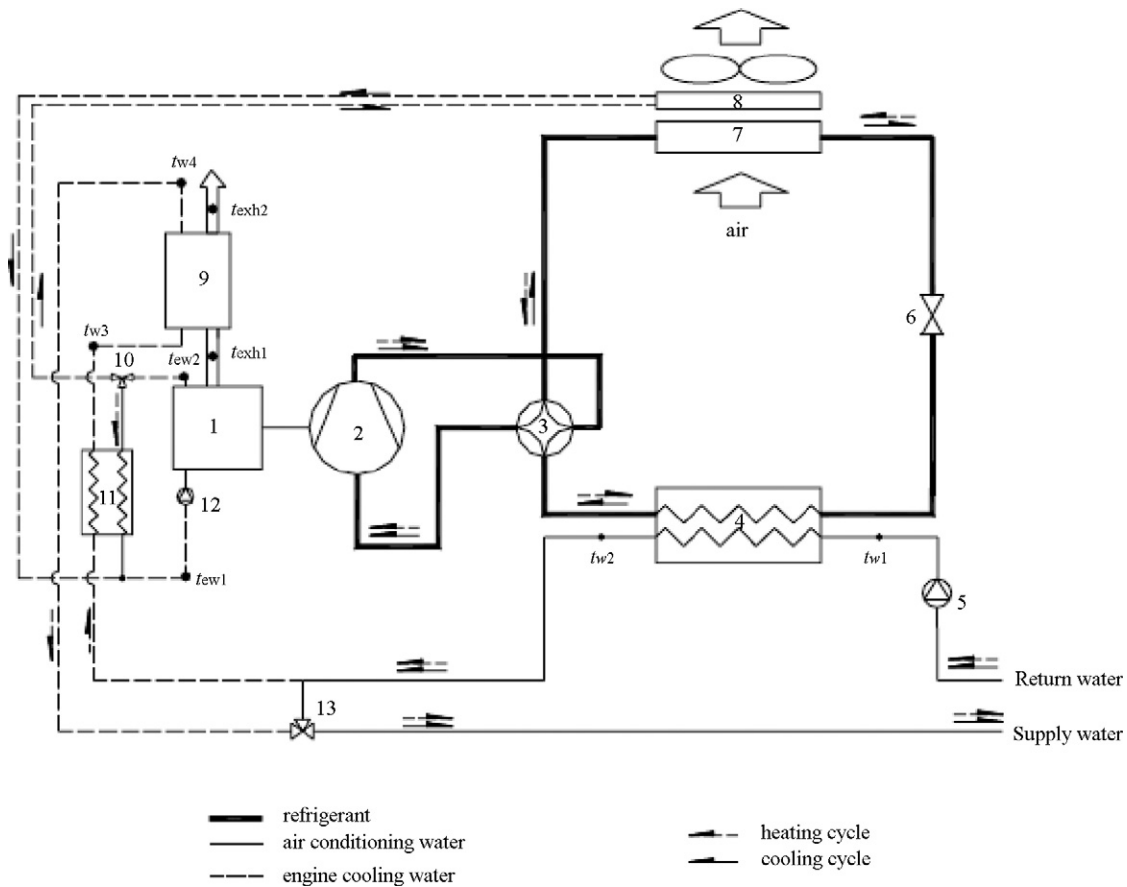 8
7
tw4
texh2
air
9
6
tw3
10
tew2
texh1
1
2
3
11
12
4
tew1
tw2
tw1
5
Return water
13
Supply water
refrigerant
heating cycle
air conditioning water
cooling cycle
engine cooling water